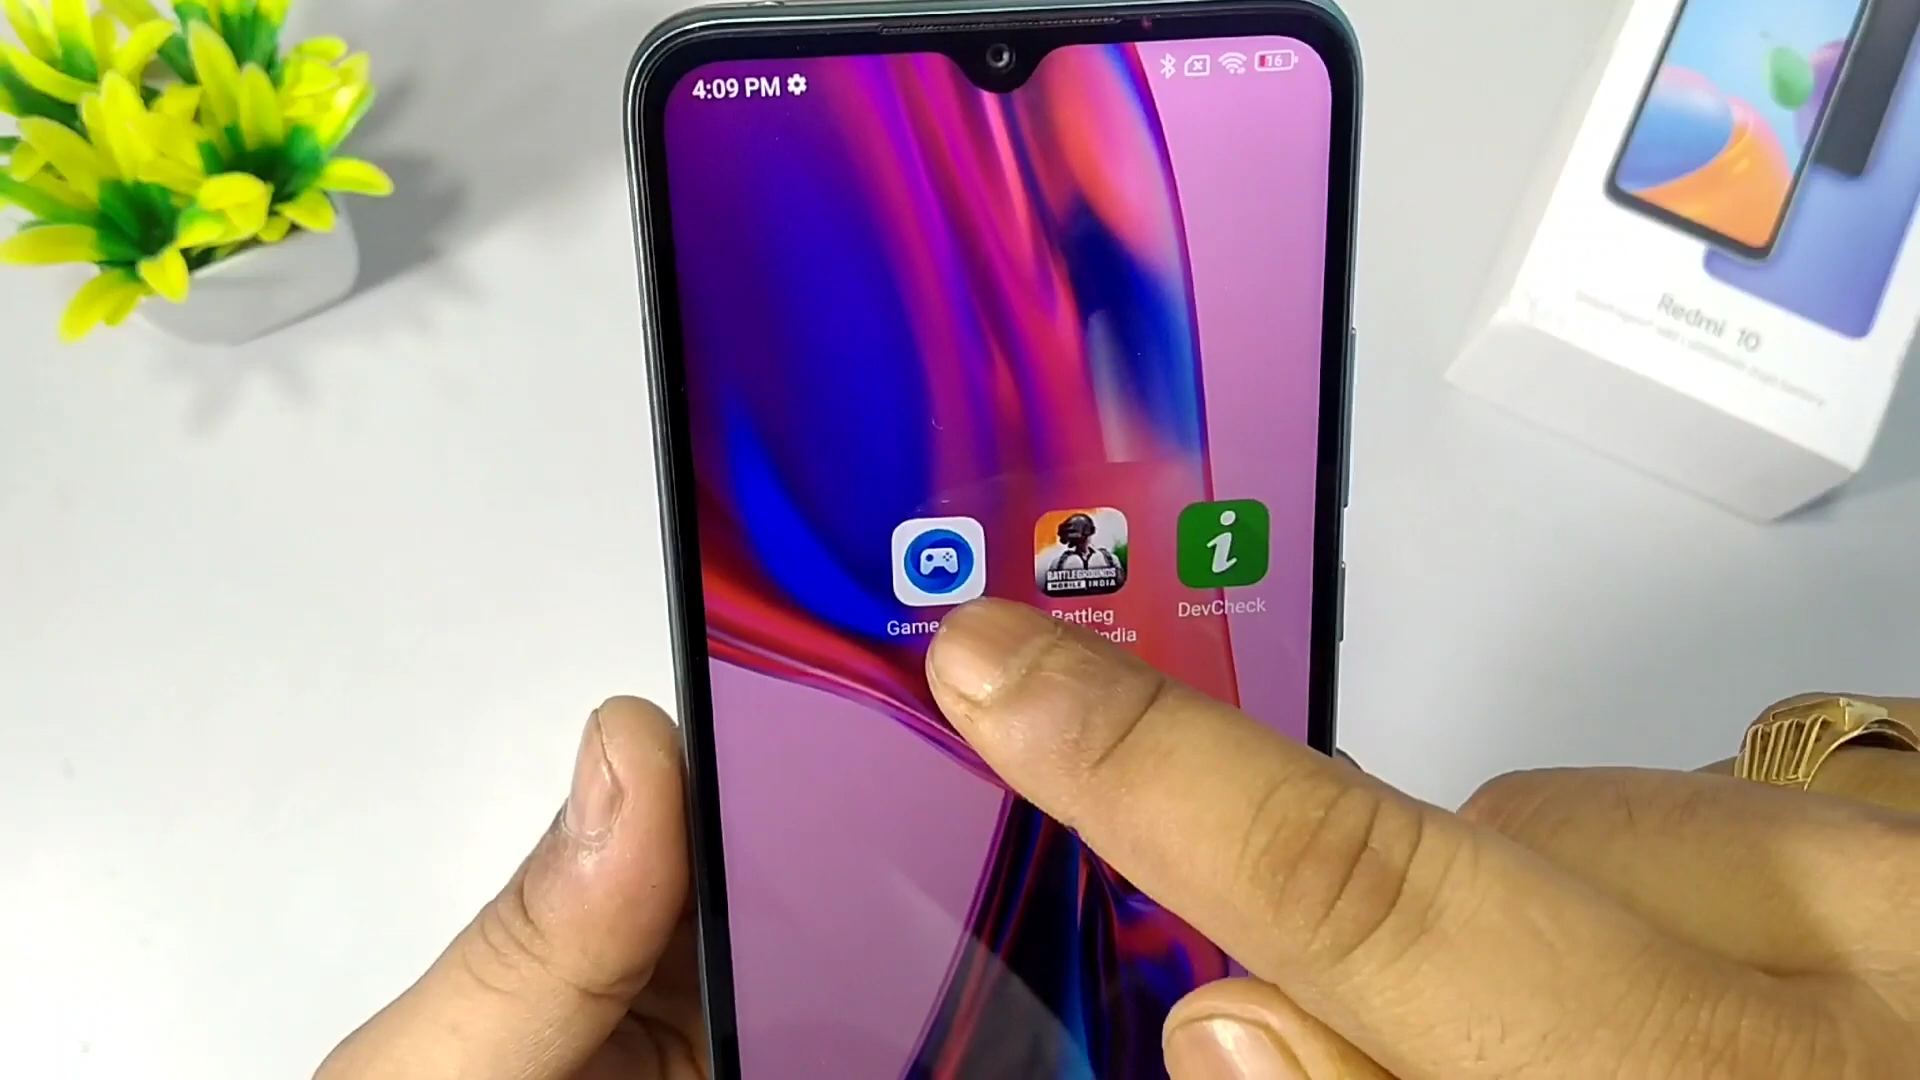 4:09 PM
16
Redmi 10
BATTLEGROUNDS
MOBILE INDIA
Game
Battleg
ndia
DevCheck